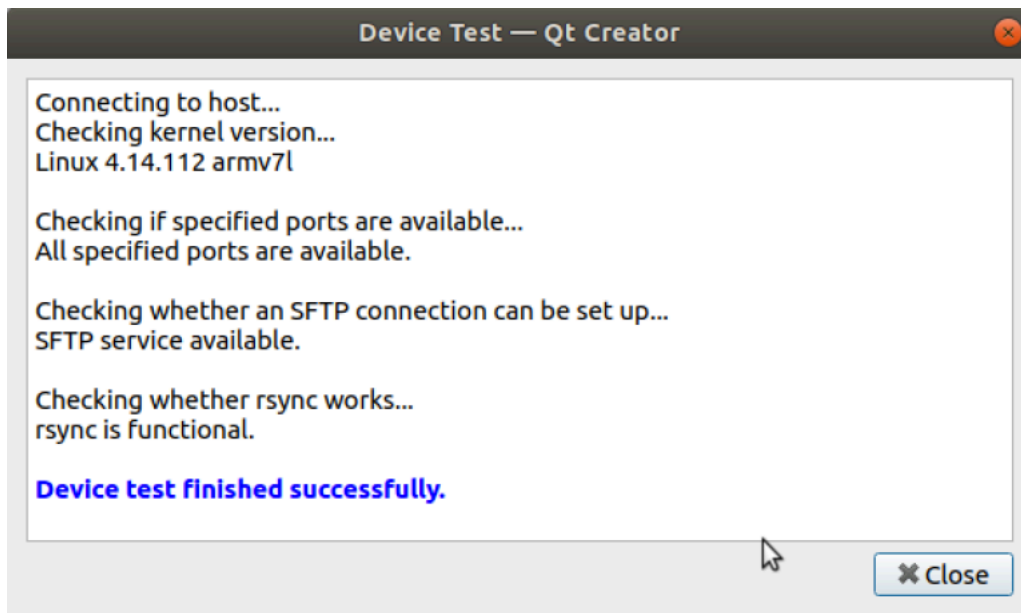 Device Test — Qt Creator
Connecting to host...
Checking kernel version...
Linux 4.14.112 armv7l
Checking if specified ports are available...
All specified ports are available.
Checking whether an SFTP connection can be set up...
SFTP service available.
Checking whether rsync works...
rsync is functional.
Device test finished successfully.
Close